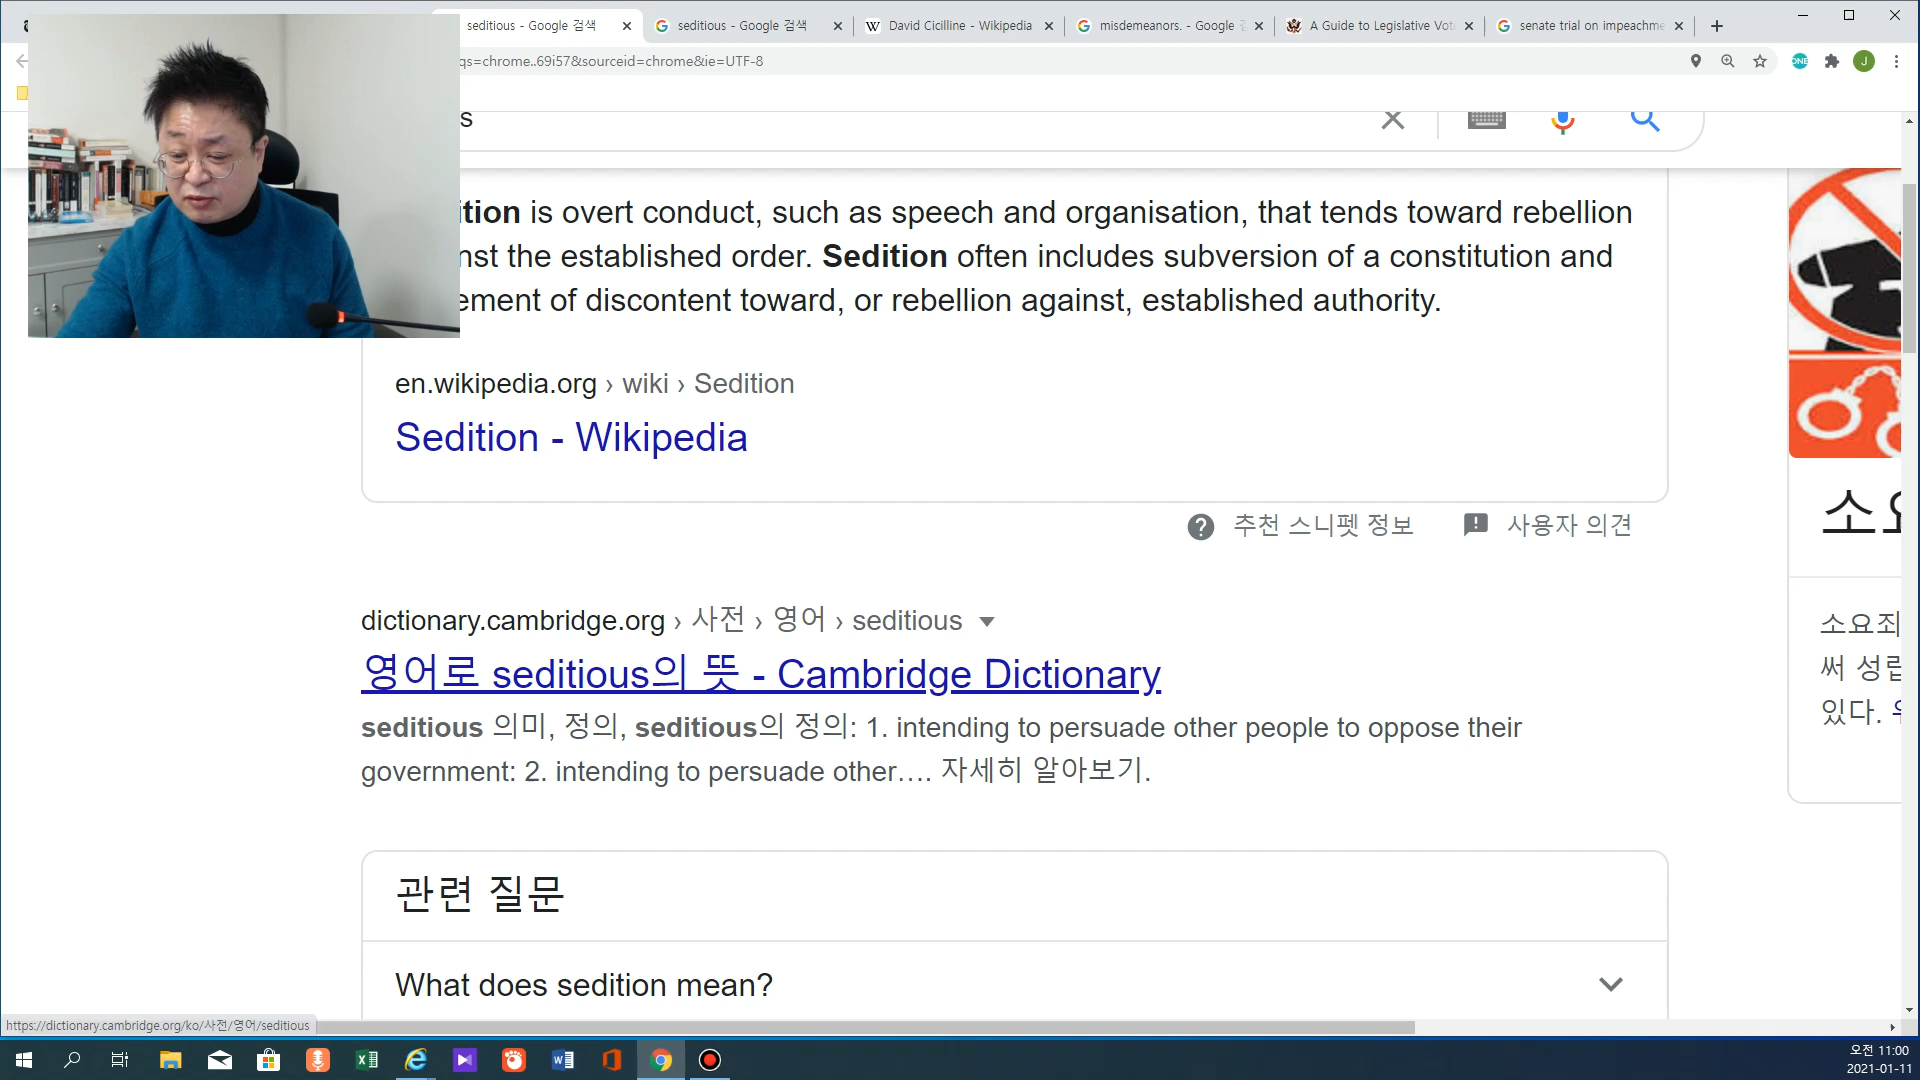 seditious - Google 검색
seditious - Google 검색
David Cicilline - Wikipedia
misdemeanors. - Google
A Guide to Legislative Vot
senate trial on impeachme
qs=chrome..69i57&sourceid=chrome&ie=UTF-8
ONE
J
s
ition is overt conduct, such as speech and organisation, that tends toward rebellion
nst the established order. Sedition often includes subversion of a constitution and
ement of discontent toward, or rebellion against, established authority.
en.wikipedia.org › wiki › Sedition
Sedition - Wikipedia
추천 스니펫 정보
사용자 의견
dictionary.cambridge.org › 사전 › 영어 › seditious
영어로 seditious의 뜻 - Cambridge Dictionary
seditious 의미, 정의, seditious의 정의: 1. intending to persuade other people to oppose their
government: 2. intending to persuade other.... 자세히 알아보기.
관련 질문
What does sedition mean?
소요죄
써 성립
있다.
https://dictionary.cambridge.org/ko/사전/영어/seditious
오전 11:00
2021-01-11